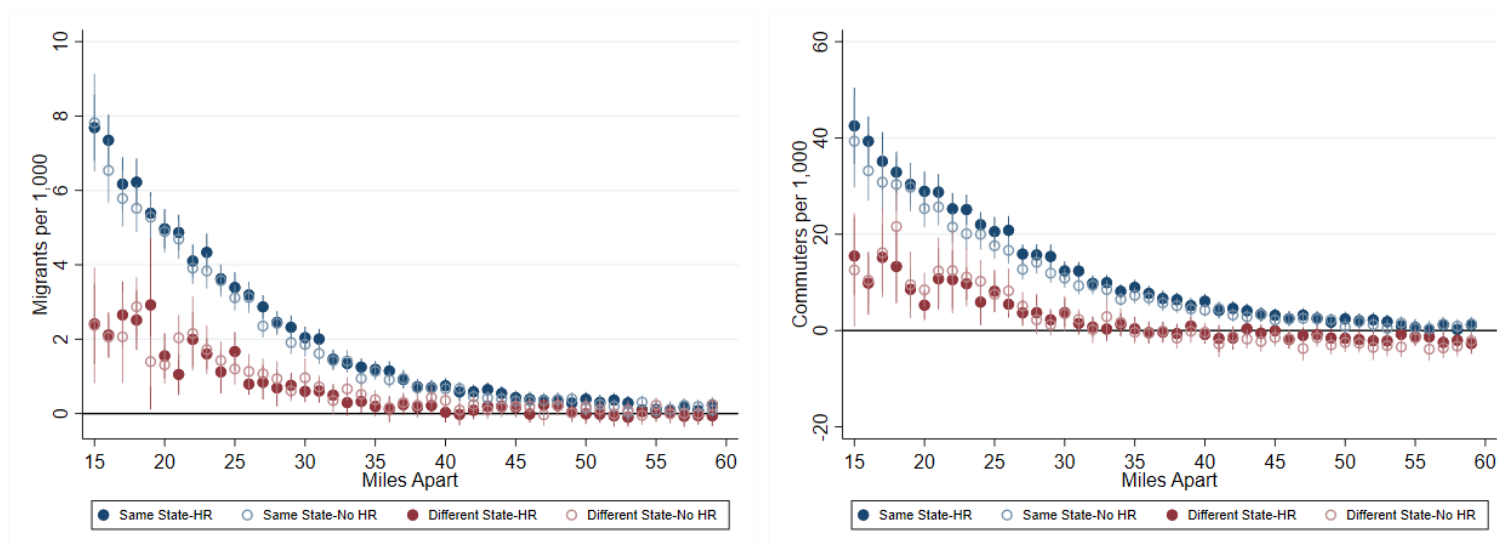 Migrants per 1,000
10
8
6
4
2
0
15 20 25 30 35 40 45 50 55 60
Miles Apart
Same State-HR Same State-No HR Different State-HR Different State-No HR
Commuters per 1,000
60
40
20
0
-20
15 20 25 30 35 40 45 50 55 60
Miles Apart
Same State-HR Same State-No HR Different State-HR Different State-No HR